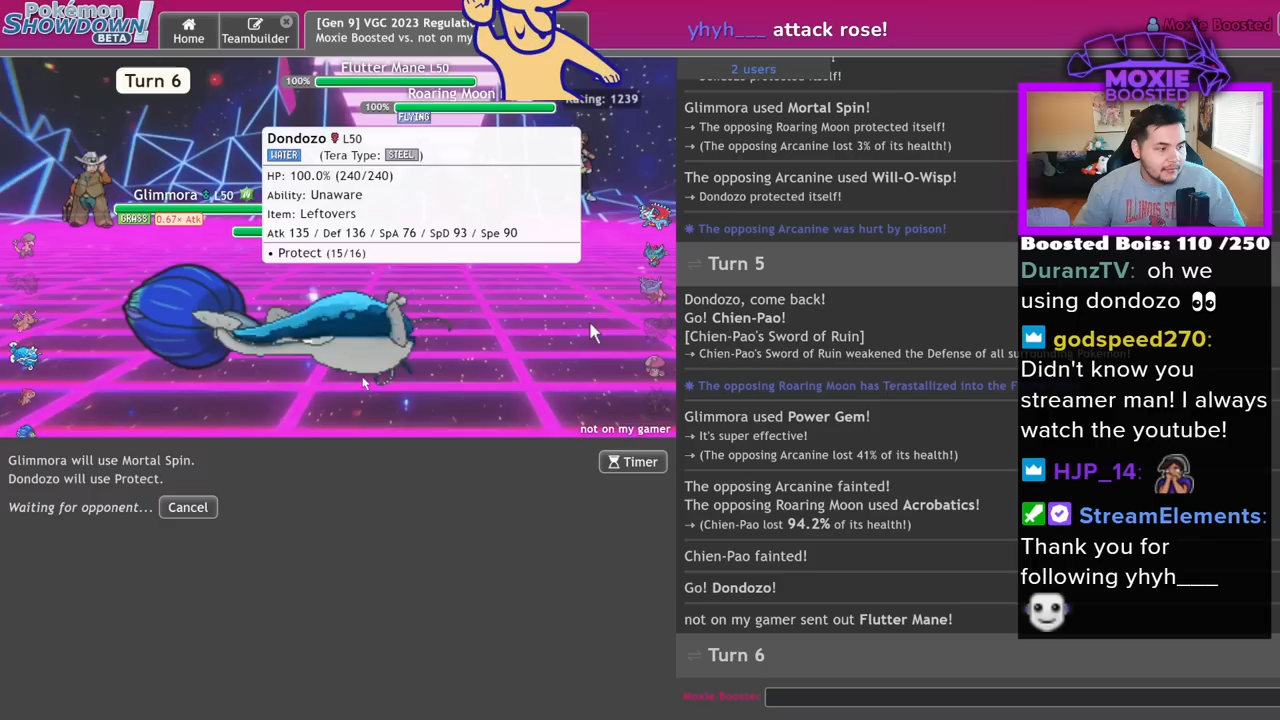 Pokémon
SHOWDOWN!
BETA
Home
Teambuilder
[Gen 9] VGC 2023 Regulati
Moxie Boosted vs. not on my
yhyh___ attack rose!
Moxie Boosted
2 users
Turn 6
Flutter Mane L50
100%
Roaring Moon
100%
FLYING
Rating: 1239
Dondozo L50
WATER (Tera Type: STEEL)
HP: 100.0% (240/240)
Ability: Unaware
Item: Leftovers
Atk 135 / Def 136 / SpA 76 / SpD 93 / Spe 90
• Protect (15/16)
Glimmora L50
GRASS 0.67× Atk
not on my gamer
Glimmora will use Mortal Spin.
Dondozo will use Protect.
Waiting for opponent... Cancel
Timer
Dondozo protected itself!
Glimmora used Mortal Spin!
→ The opposing Roaring Moon protected itself!
→ (The opposing Arcanine lost 3% of its health!)
The opposing Arcanine used Will-O-Wisp!
→ Dondozo protected itself!
The opposing Arcanine was hurt by poison!
Turn 5
Dondozo, come back!
Go! Chien-Pao!
[Chien-Pao's Sword of Ruin]
→ Chien-Pao's Sword of Ruin weakened the Defense of all surrounding Pokémon!
The opposing Roaring Moon has Terastallized into the F
Glimmora used Power Gem!
→ It's super effective!
→ (The opposing Arcanine lost 41% of its health!)
The opposing Arcanine fainted!
The opposing Roaring Moon used Acrobatics!
→ (Chien-Pao lost 94.2% of its health!)
Chien-Pao fainted!
Go! Dondozo!
not on my gamer sent out Flutter Mane!
Turn 6
Moxie Boosted:
MOXIE
BOOSTED
ILLINOIS ST
Boosted Bois: 110 /250
DuranzTV: oh we
using dondozo 👀
godspeed270:
Didn't know you
streamer man! I always
watch the youtube!
HJP_14:
StreamElements:
Thank you for
following yhyh___